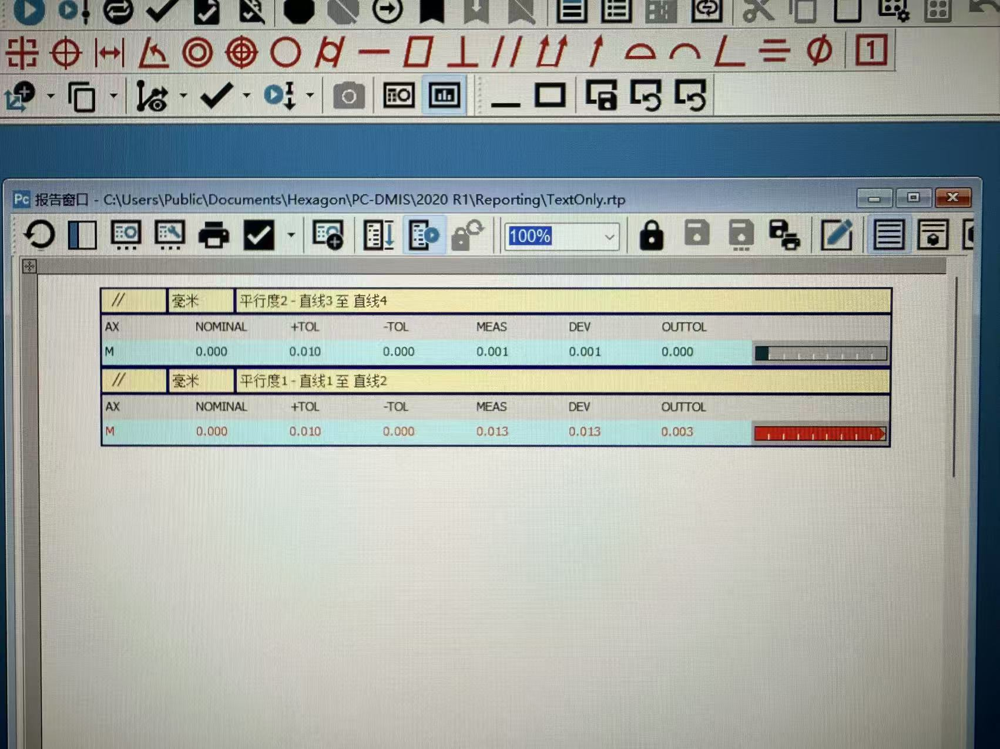 1
Pc 报告窗口 - C:\Users\Public\Documents\Hexagon\PC-DMIS\2020 R1\Reporting\TextOnly.rtp
100%
// 毫米 平行度2 - 直线3 至 直线4
AX NOMINAL +TOL -TOL MEAS DEV OUTTOL
M 0.000 0.010 0.000 0.001 0.001 0.000
// 毫米 平行度1 - 直线1 至 直线2
AX NOMINAL +TOL -TOL MEAS DEV OUTTOL
M 0.000 0.010 0.000 0.013 0.013 0.003